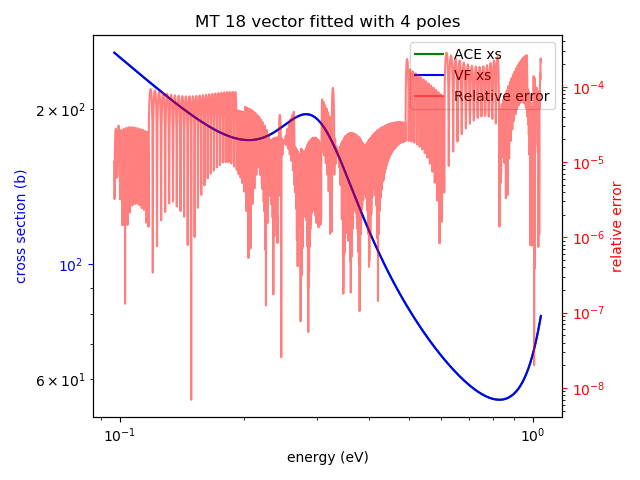 MT 18 vector fitted with 4 poles
ACE xs
VF xs
Relative error
2 × 10²
10²
6 × 10¹
cross section (b)
10⁻⁴
10⁻⁵
10⁻⁶
10⁻⁷
10⁻⁸
relative error
10⁻¹
10⁰
energy (eV)